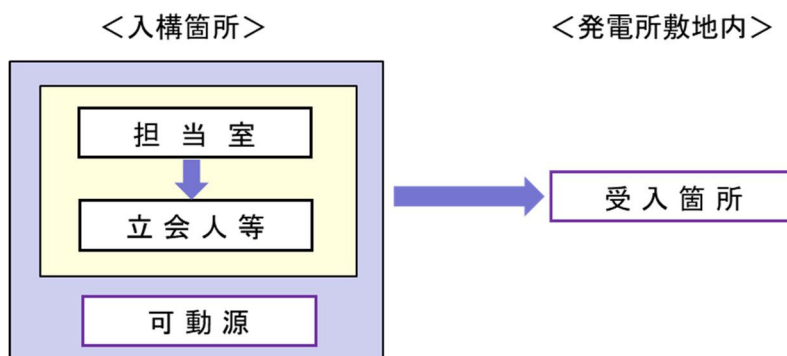 ＜入構箇所＞
＜発電所敷地内＞
担当室
立会人等
受入箇所
可動源